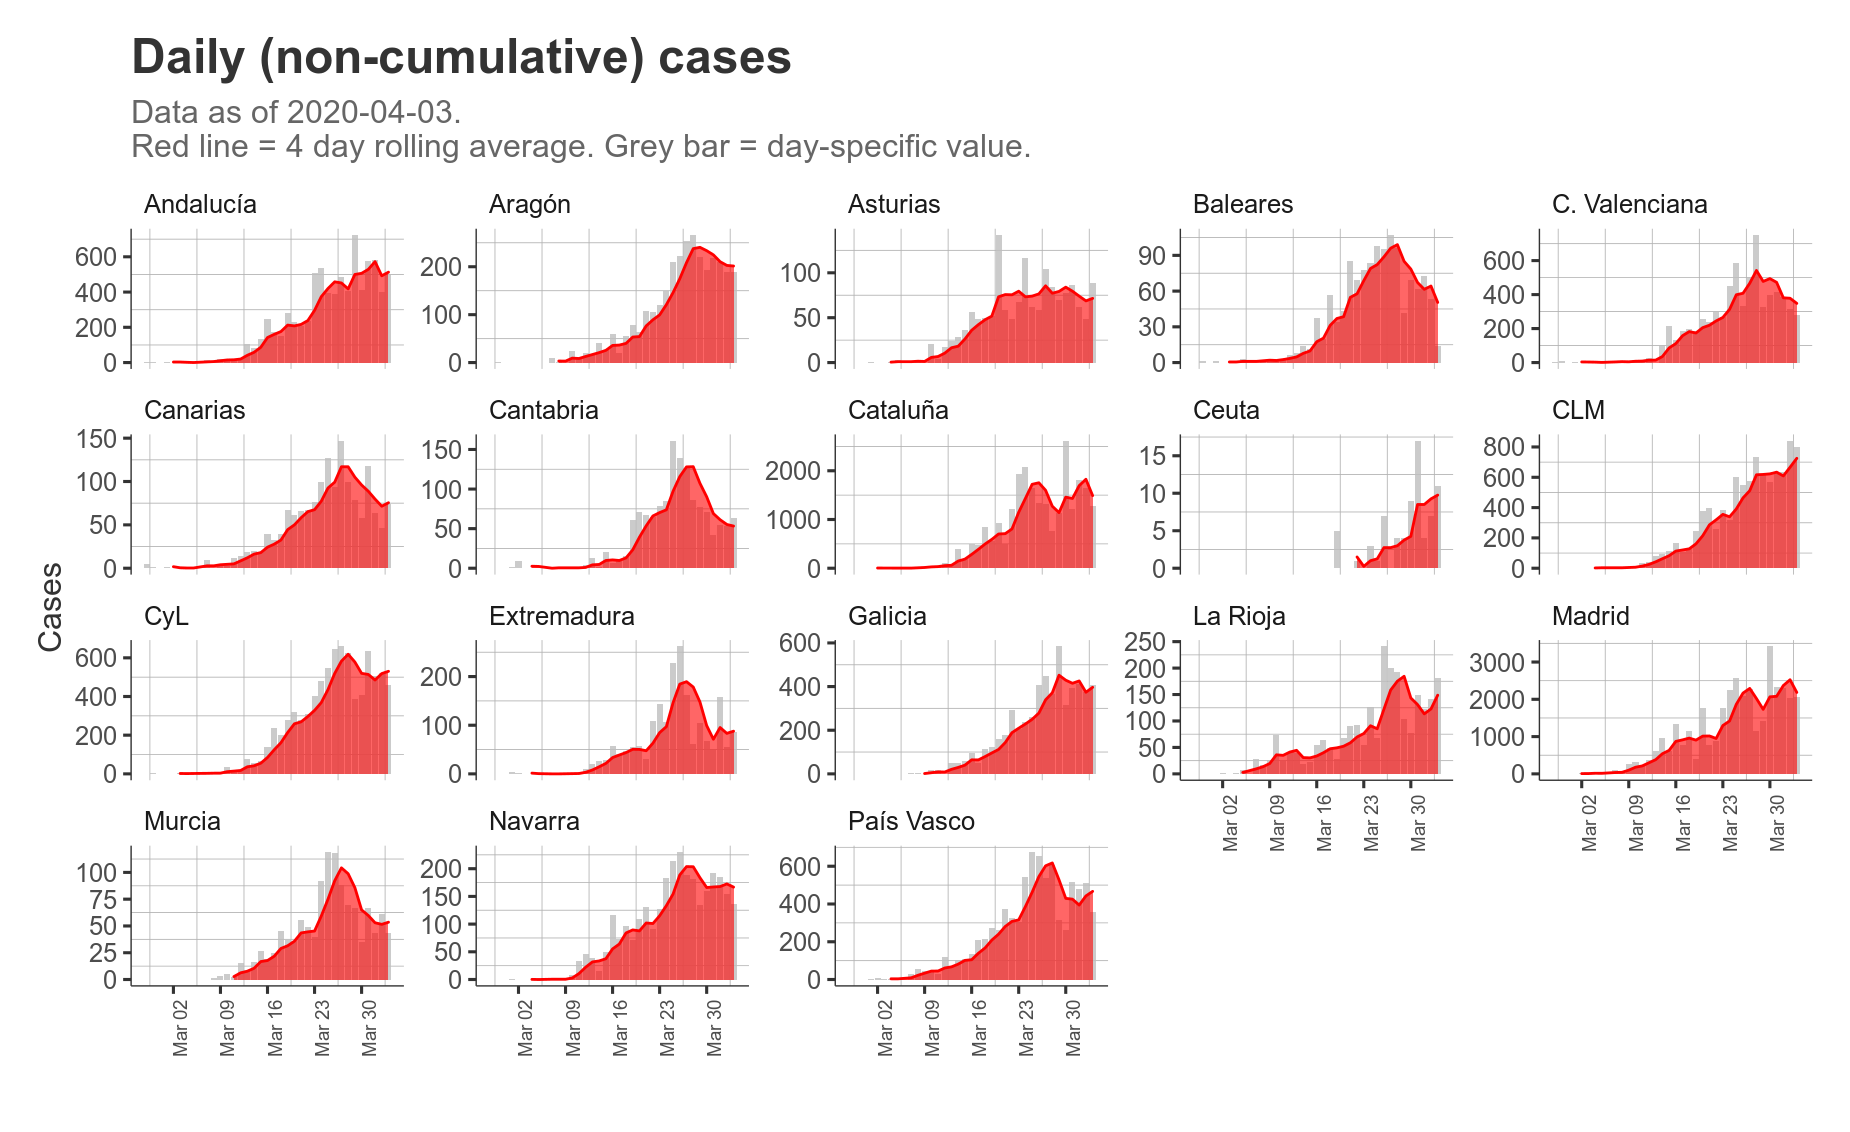 Daily (non-cumulative) cases
Data as of 2020-04-03.
Red line = 4 day rolling average. Grey bar = day-specific value.
Cases
Andalucía
600
400
200
0
Aragón
200
100
0
Asturias
100
50
0
Baleares
90
60
30
0
C. Valenciana
600
400
200
0
Canarias
150
100
50
0
Cantabria
150
100
50
0
Cataluña
2000
1000
0
Ceuta
15
10
5
0
CLM
800
600
400
200
0
CyL
600
400
200
0
Extremadura
200
100
0
Galicia
600
400
200
0
La Rioja
250
200
150
100
50
0
Mar 02
Mar 09
Mar 16
Mar 23
Mar 30
Madrid
3000
2000
1000
0
Mar 02
Mar 09
Mar 16
Mar 23
Mar 30
Murcia
100
75
50
25
0
Mar 02
Mar 09
Mar 16
Mar 23
Mar 30
Navarra
200
150
100
50
0
Mar 02
Mar 09
Mar 16
Mar 23
Mar 30
País Vasco
600
400
200
0
Mar 02
Mar 09
Mar 16
Mar 23
Mar 30